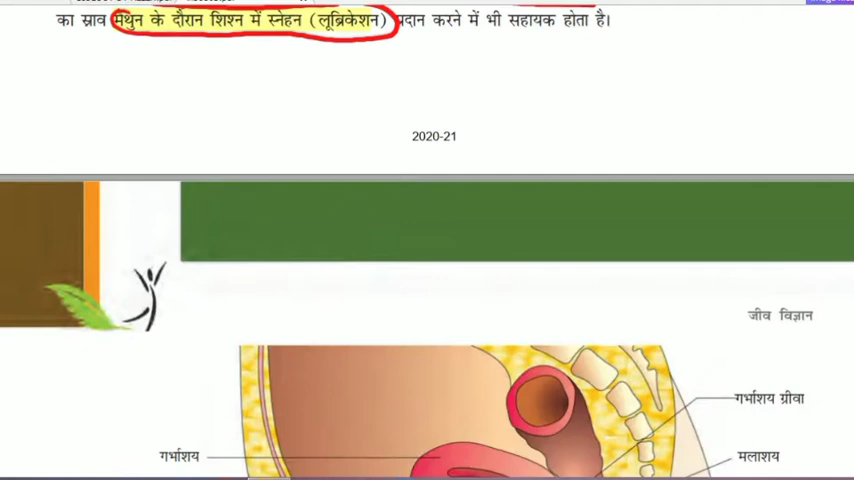 का स्राव मैथुन के दौरान शिश्न में स्नेहन (लूब्रिकेशन) प्रदान करने में भी सहायक होता है।
2020-21
जीव विज्ञान
गर्भाशय ग्रीवा
गर्भाशय
मलाशय